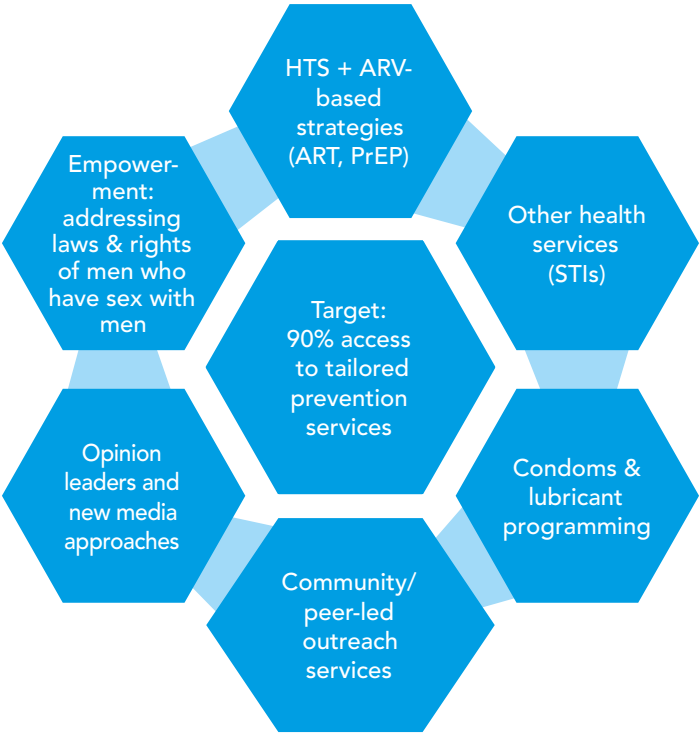 HTS + ARV-
based
strategies
(ART, PrEP)
Empower-
ment:
addressing
laws & rights
of men who
have sex with
men
Other health
services
(STIs)
Target:
90% access
to tailored
prevention
services
Opinion
leaders and
new media
approaches
Condoms &
lubricant
programming
Community/
peer-led
outreach
services